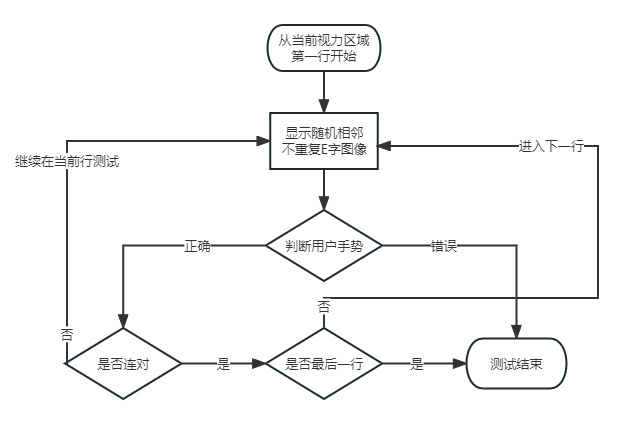 从当前视力区域
第一行开始
显示随机相邻
不重复E字图像
进入下一行
继续在当前行测试
正确
判断用户手势
错误
否
否
是否连对
是
是否最后一行
是
测试结束